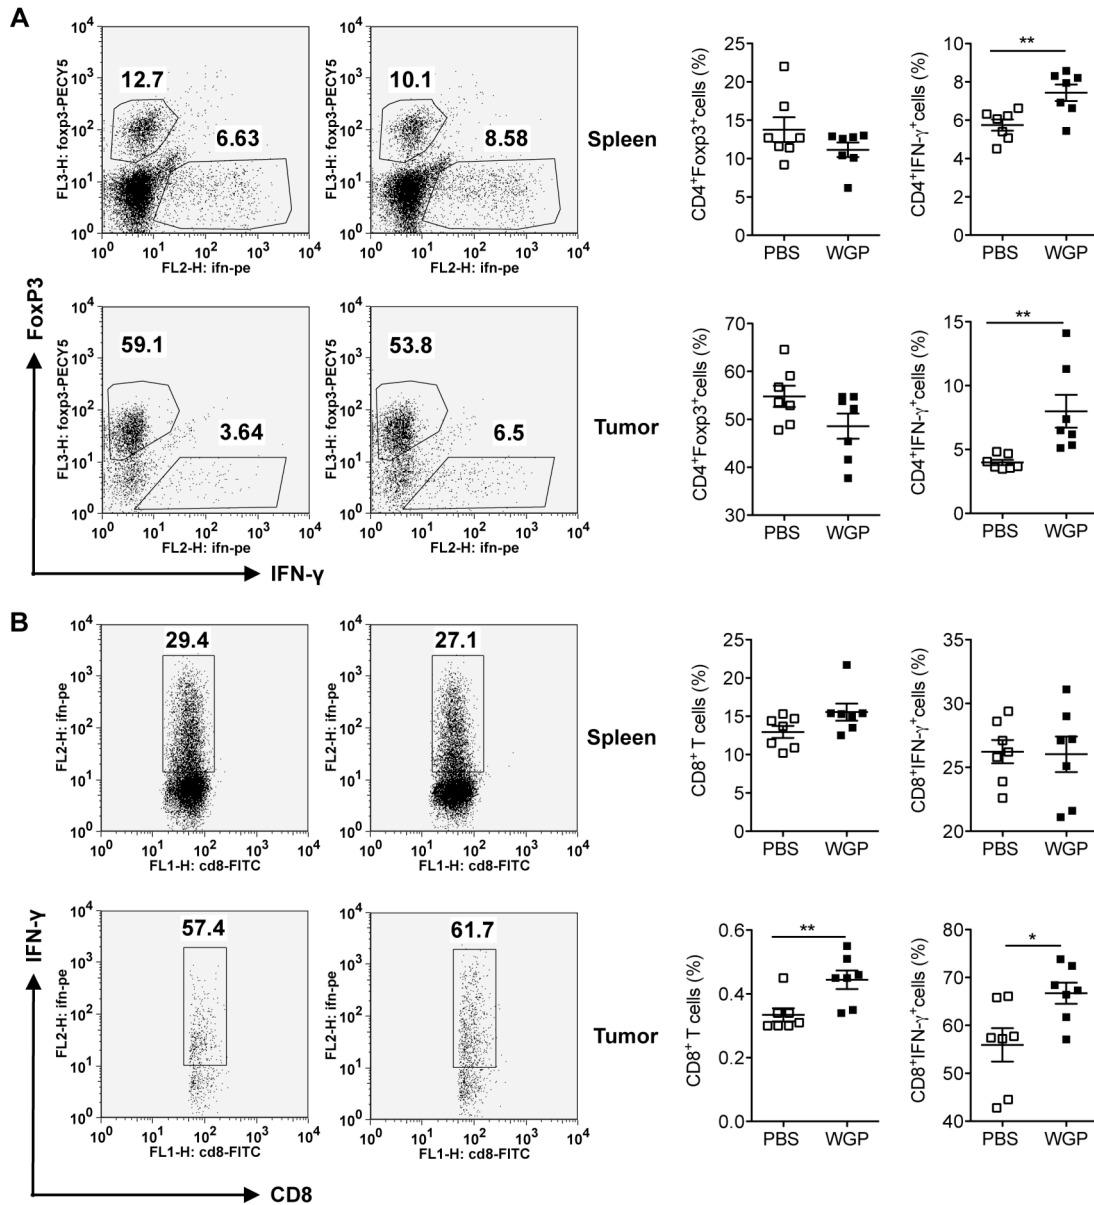 A
10⁴
10³
10²
10¹
10⁰
FL3-H: foxp3-PECY5
12.7
6.63
10⁰ 10¹ 10² 10³ 10⁴
FL2-H: ifn-pe
10⁴
10³
10²
10¹
10⁰
FL3-H: foxp3-PECY5
10.1
8.58
10⁰ 10¹ 10² 10³ 10⁴
FL2-H: ifn-pe
Spleen
CD4⁺Foxp3⁺cells (%)
25
20
15
10
5
0
PBS WGP
CD4⁺IFN-γ⁺cells (%)
10
8
6
4
2
0
**
PBS WGP
FoxP3
10⁴
10³
10²
10¹
10⁰
FL3-H: foxp3-PECY5
59.1
3.64
10⁰ 10¹ 10² 10³ 10⁴
FL2-H: ifn-pe
10⁴
10³
10²
10¹
10⁰
FL3-H: foxp3-PECY5
53.8
6.5
10⁰ 10¹ 10² 10³ 10⁴
FL2-H: ifn-pe
Tumor
CD4⁺Foxp3⁺cells (%)
70
60
50
40
30
PBS WGP
CD4⁺IFN-γ⁺cells (%)
15
10
5
0
**
PBS WGP
IFN-γ
B
10⁴
10³
10²
10¹
10⁰
FL2-H: ifn-pe
29.4
10⁰ 10¹ 10² 10³ 10⁴
FL1-H: cd8-FITC
10⁴
10³
10²
10¹
10⁰
FL2-H: ifn-pe
27.1
10⁰ 10¹ 10² 10³ 10⁴
FL1-H: cd8-FITC
Spleen
CD8⁺ T cells (%)
25
20
15
10
5
0
PBS WGP
CD8⁺IFN-γ⁺cells (%)
35
30
25
20
PBS WGP
IFN-γ
10⁴
10³
10²
10¹
10⁰
FL2-H: ifn-pe
57.4
10⁰ 10¹ 10² 10³ 10⁴
FL1-H: cd8-FITC
10⁴
10³
10²
10¹
10⁰
FL2-H: ifn-pe
61.7
10⁰ 10¹ 10² 10³ 10⁴
FL1-H: cd8-FITC
Tumor
CD8⁺ T cells (%)
0.6
0.4
0.2
0.0
**
PBS WGP
CD8⁺IFN-γ⁺cells (%)
80
70
60
50
40
*
PBS WGP
CD8